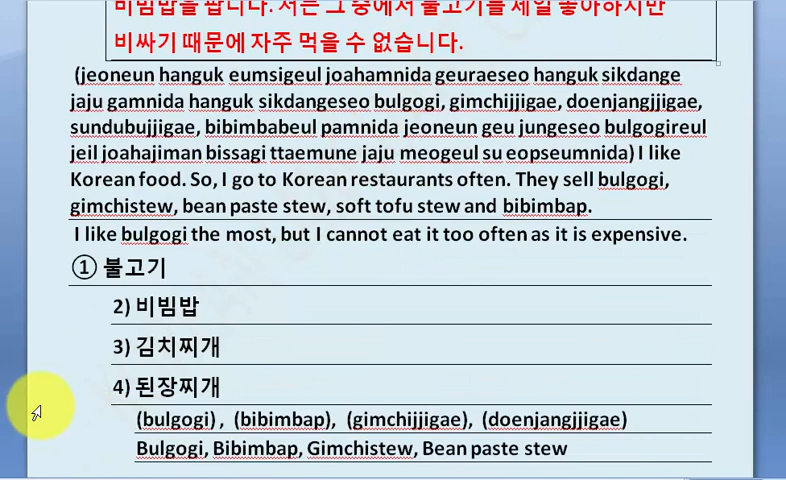 비빔밥을 팝니다. 저는 그 중에서 불고기를 제일 좋아하지만
비싸기 때문에 자주 먹을 수 없습니다.
(jeoneun hanguk eumsigeul joahamnida geuraeseo hanguk sikdange
jaju gamnida hanguk sikdangeseo bulgogi, gimchijjigae, doenjangjjigae,
sundubujjigae, bibimbabeul pamnida jeoneun geu jungeseo bulgogireul
jeil joahajiman bissagi ttaemune jaju meogeul su eopseumnida) I like
Korean food. So, I go to Korean restaurants often. They sell bulgogi,
gimchistew, bean paste stew, soft tofu stew and bibimbap.
I like bulgogi the most, but I cannot eat it too often as it is expensive.
① 불고기
2) 비빔밥
3) 김치찌개
4) 된장찌개
(bulgogi) , (bibimbap), (gimchijjigae), (doenjangjjigae)
Bulgogi, Bibimbap, Gimchistew, Bean paste stew